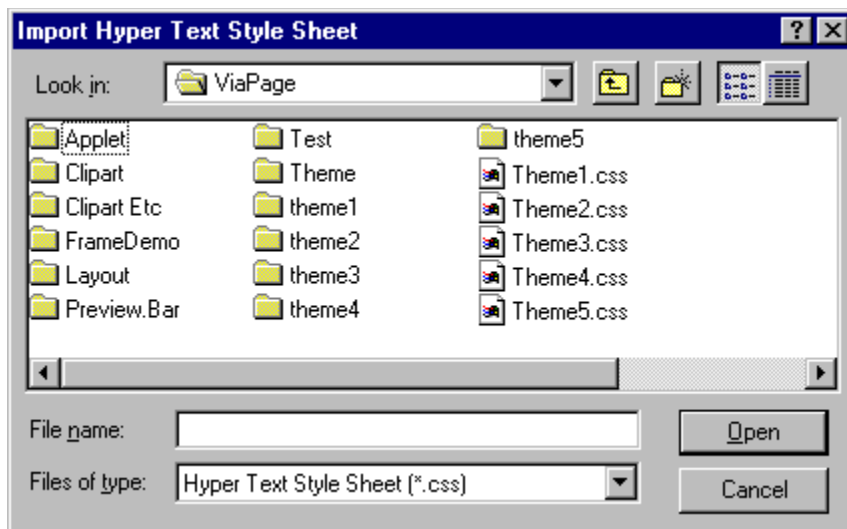 Import Hyper Text Style Sheet
Look in: ViaPage
Applet Test theme5
Clipart Theme Theme1.css
Clipart Etc theme1 Theme2.css
FrameDemo theme2 Theme3.css
Layout theme3 Theme4.css
Preview.Bar theme4 Theme5.css
File name: Open
Files of type: Hyper Text Style Sheet (*.css) Cancel